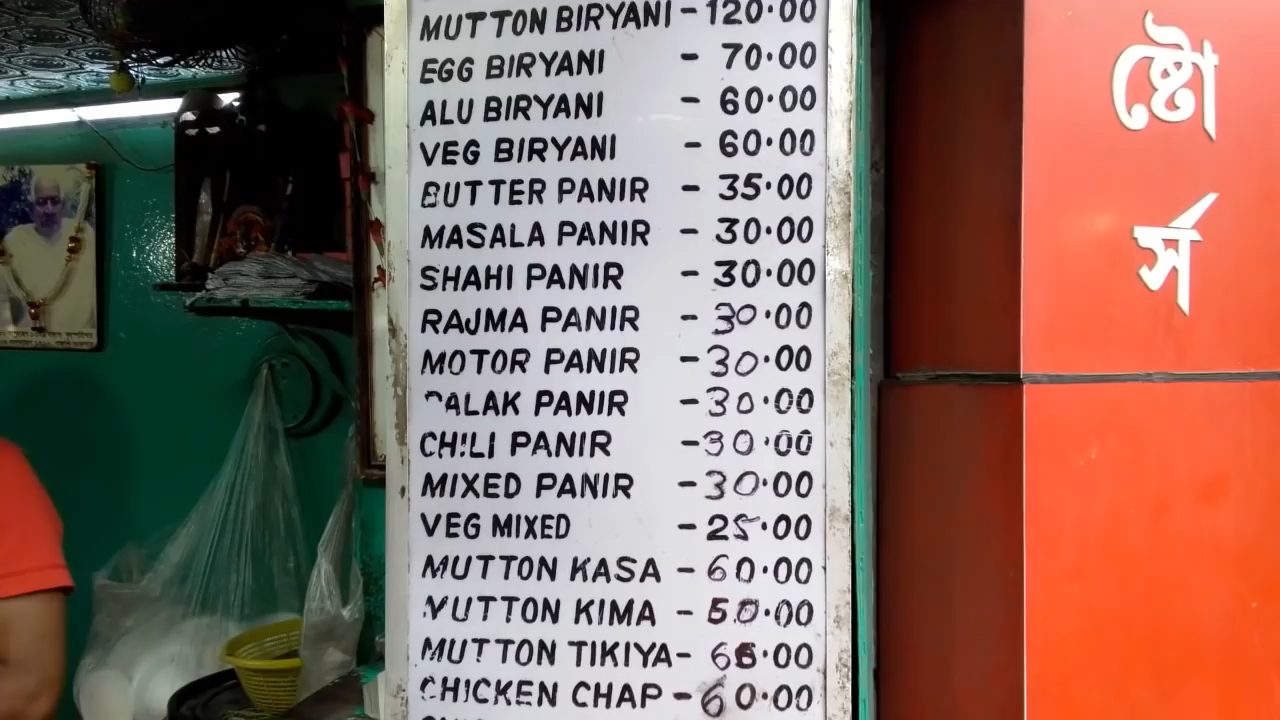 MUTTON BIRYANI - 120.00
EGG BIRYANI - 70.00
ALU BIRYANI - 60.00
VEG BIRYANI - 60.00
BUTTER PANIR - 35.00
MASALA PANIR - 30.00
SHAHI PANIR - 30.00
RAJMA PANIR - 30.00
MOTOR PANIR - 30.00
PALAK PANIR - 30.00
CHILI PANIR - 30.00
MIXED PANIR - 30.00
VEG MIXED - 25.00
MUTTON KASA - 60.00
MUTTON KIMA - 50.00
MUTTON TIKIYA - 65.00
CHICKEN CHAP - 60.00
ষ্টো
র্স